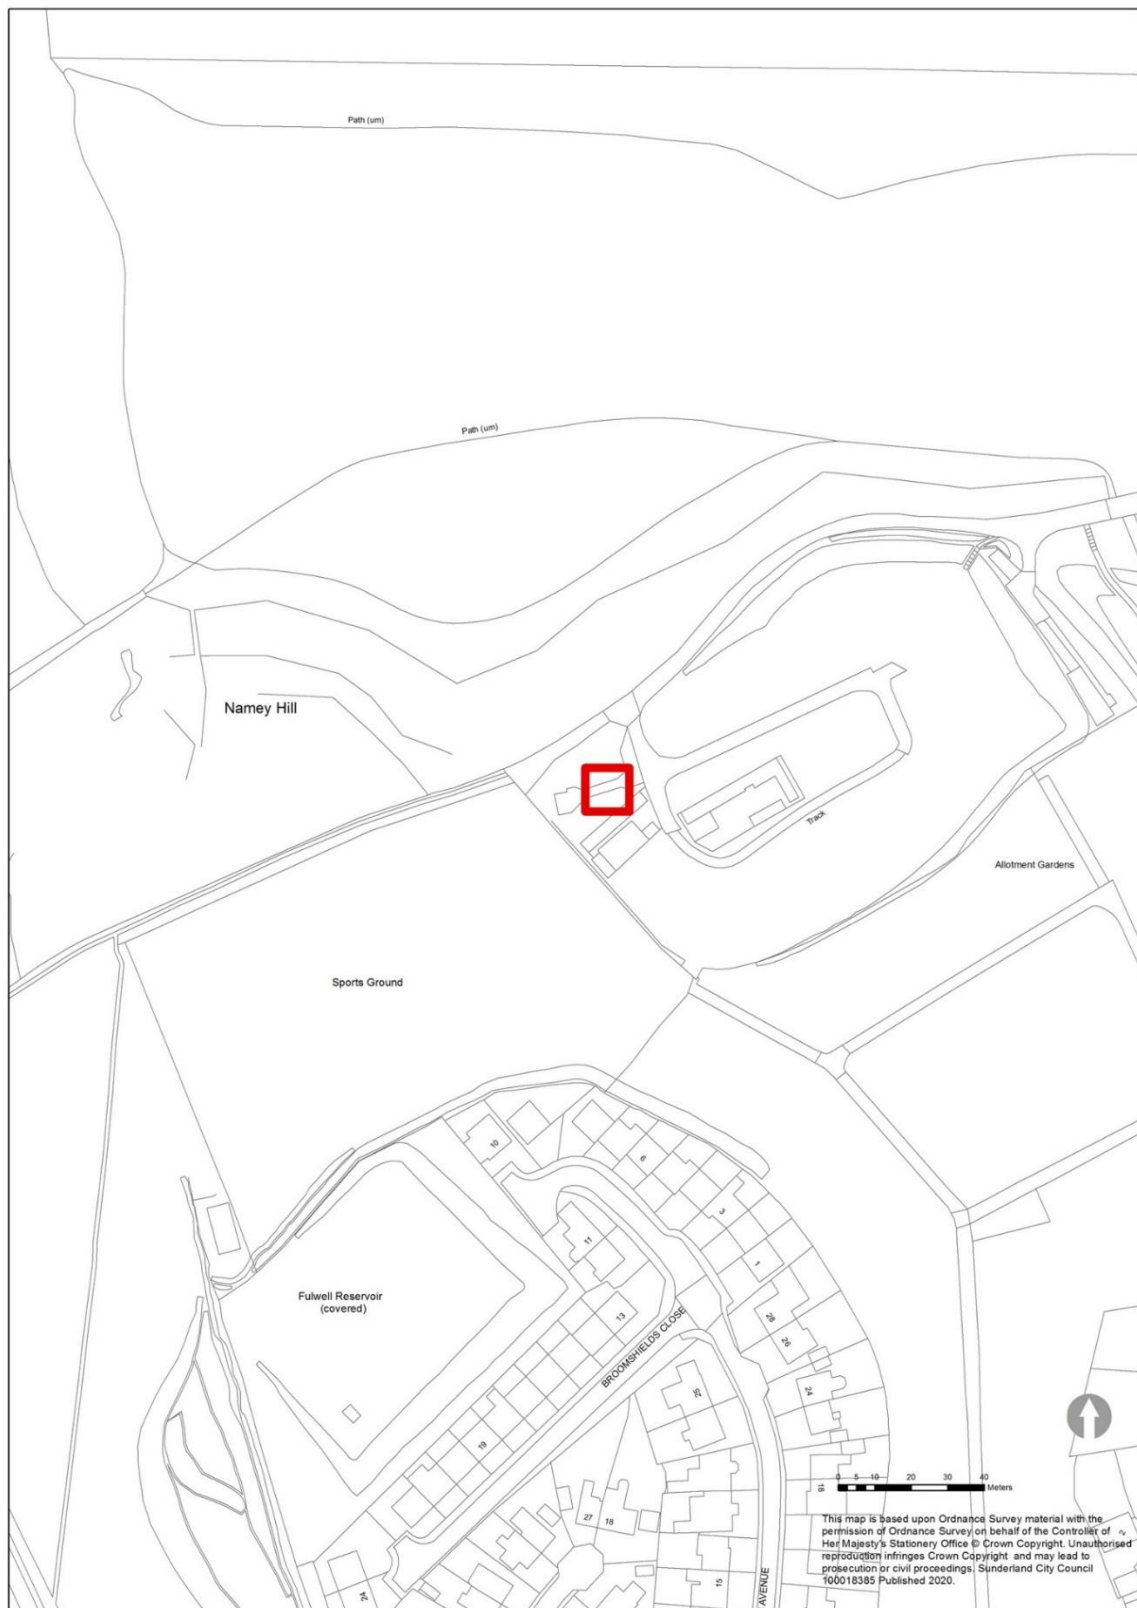 Path (um)
Path (um)
Namey Hill
Track
Allotment Gardens
Sports Ground
10
6
3
11
1
Fulwell Reservoir
(covered)
13
28
26
BROOMSHIELDS CLOSE
25
24
19
0 5 10 20 30 40
Meters
18
27 18
This map is based upon Ordnance Survey material with the
permission of Ordnance Survey on behalf of the Controller of
Her Majesty's Stationery Office © Crown Copyright. Unauthorised
reproduction infringes Crown Copyright and may lead to
prosecution or civil proceedings. Sunderland City Council
100018385 Published 2020.
2
15
AVENUE
24